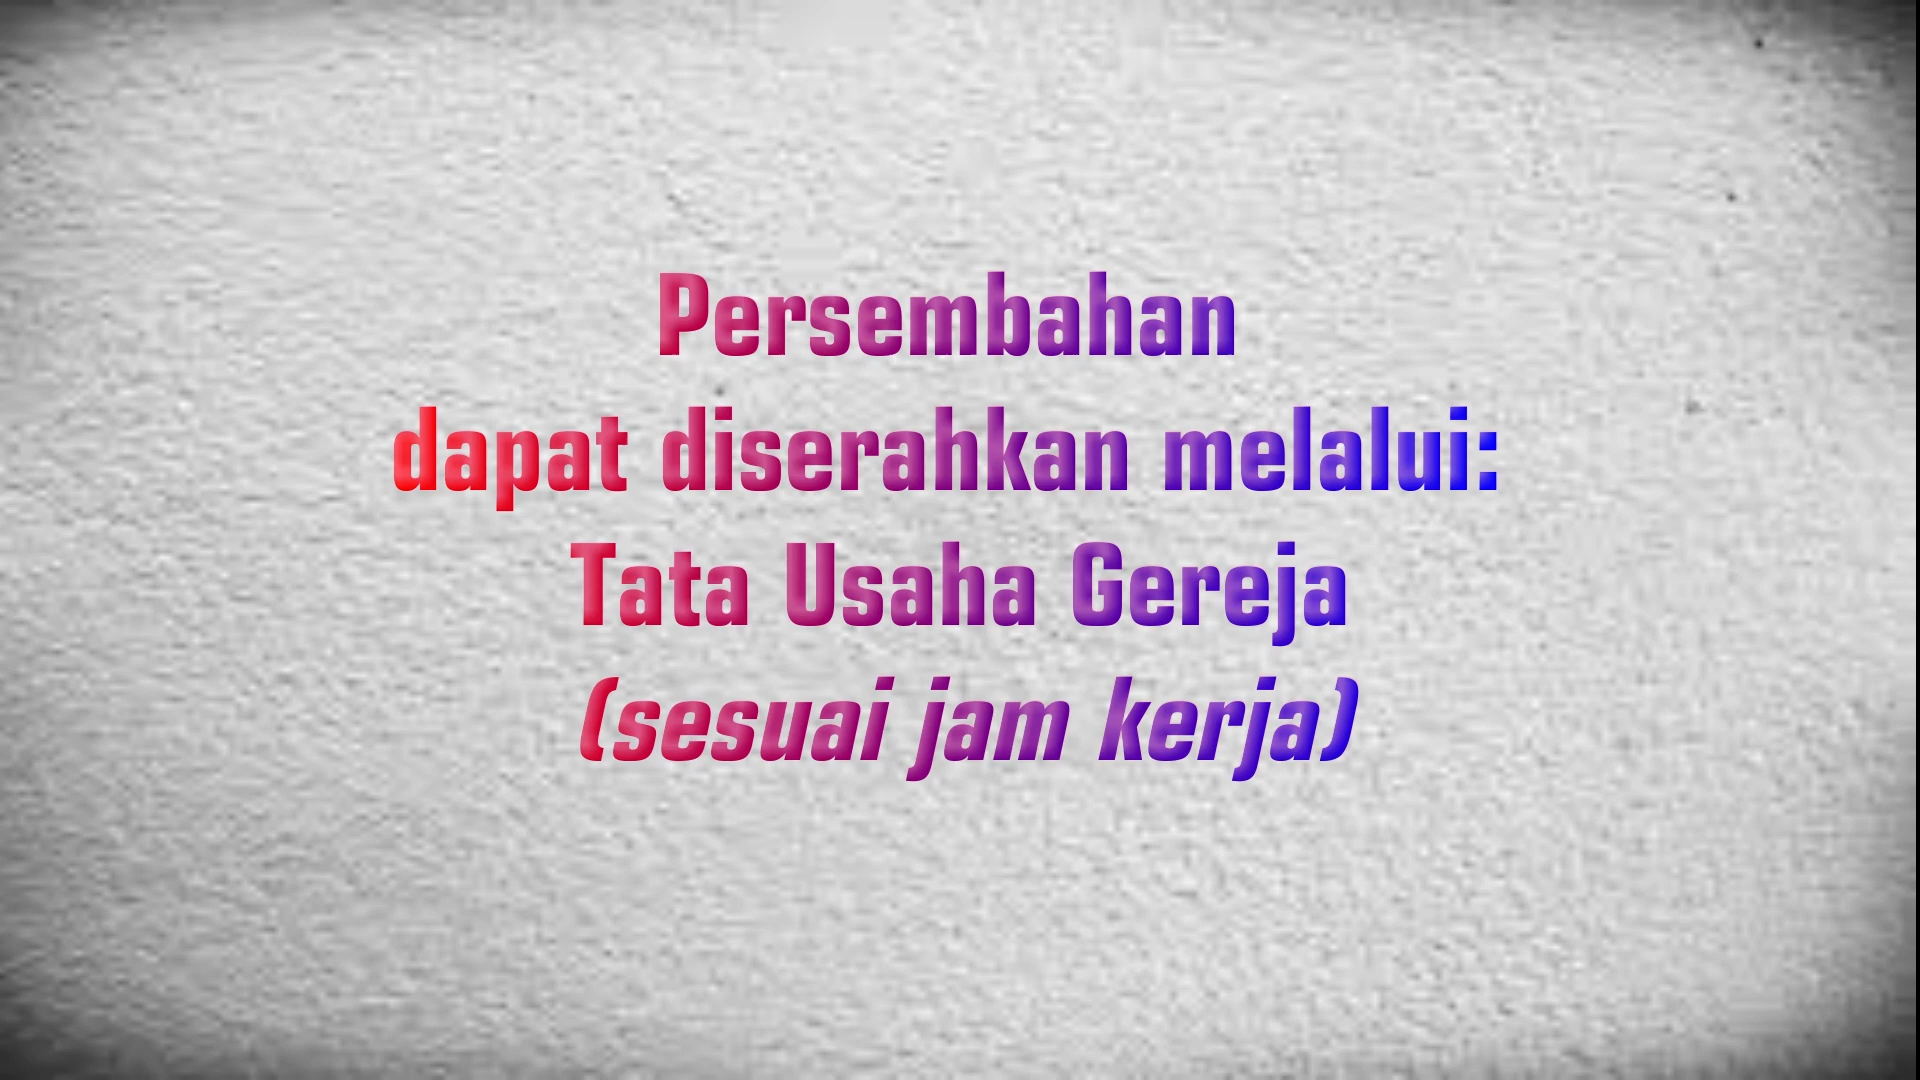 Persembahan
dapat diserahkan melalui:
Tata Usaha Gereja
(sesuai jam kerja)